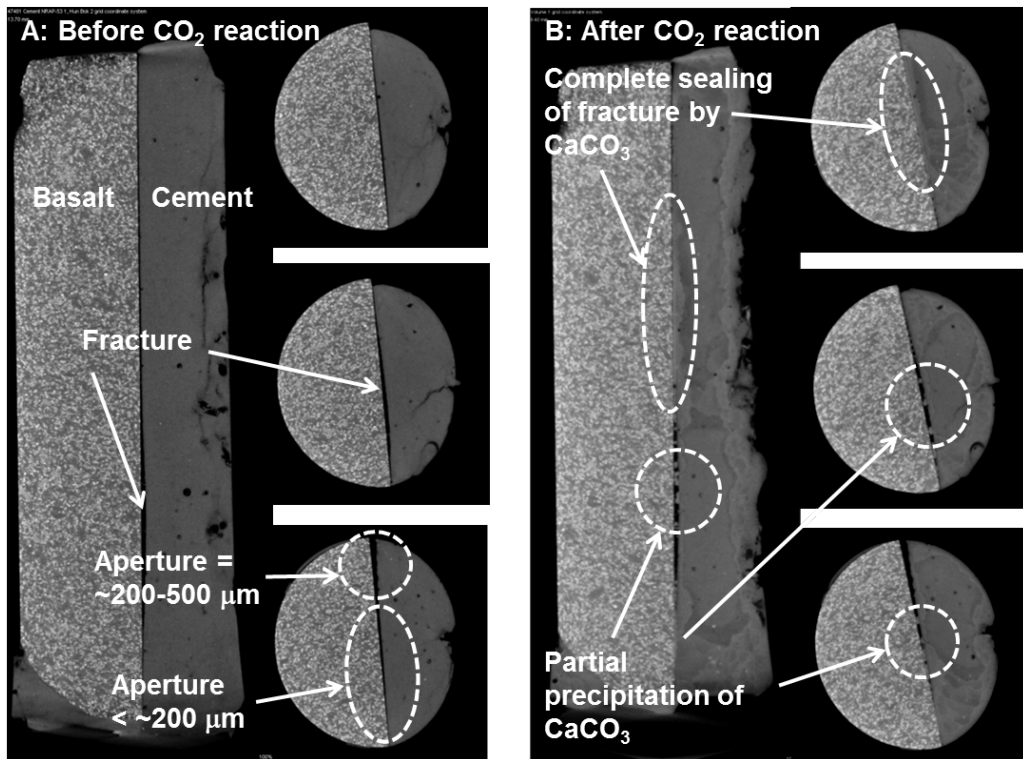 A: Before CO₂ reaction
Basalt
Cement
Fracture
Aperture =
~200-500 μm
Aperture
< ~200 μm
100%
B: After CO₂ reaction
Complete sealing
of fracture by
CaCO₃
Partial
precipitation of
CaCO₃